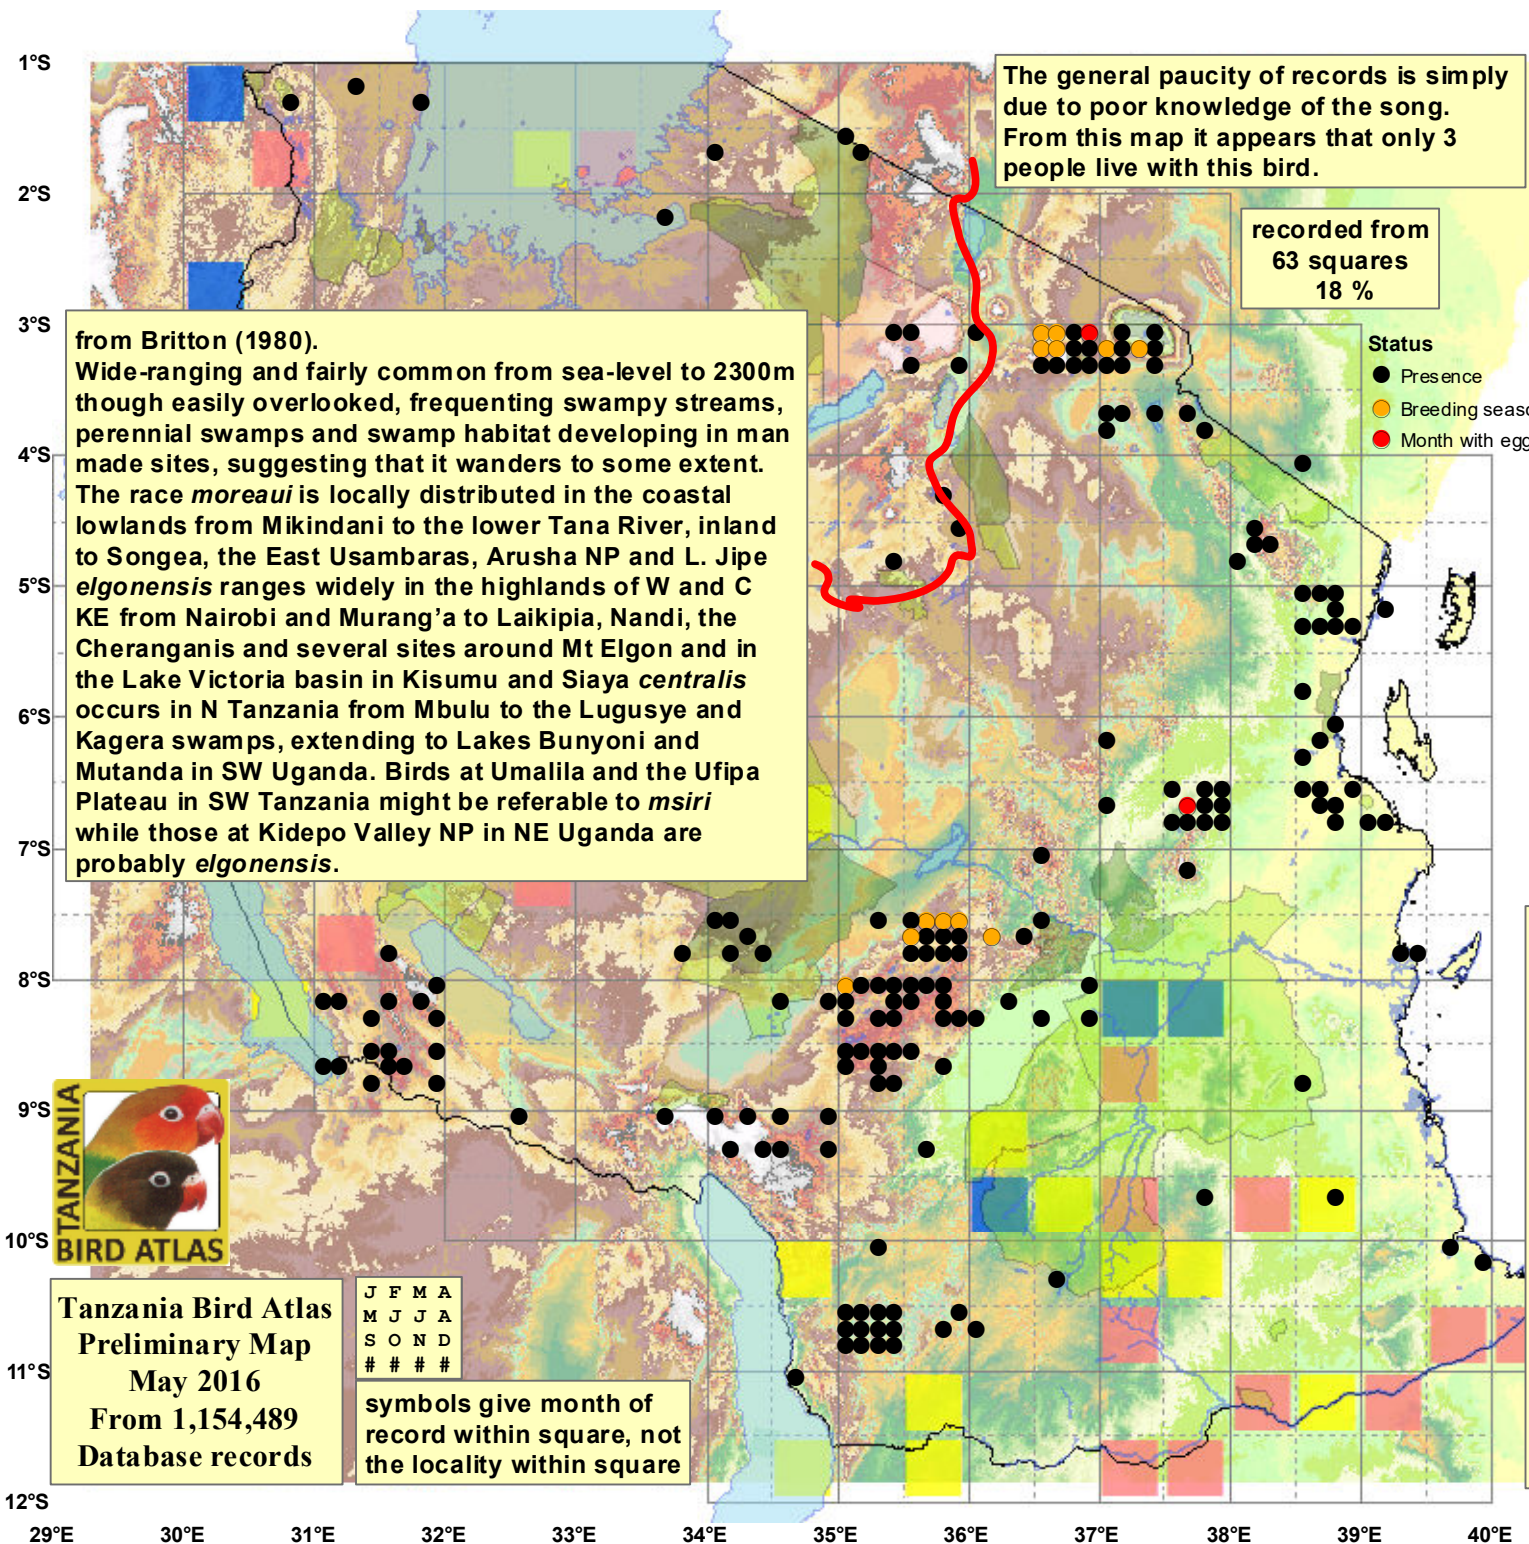 1°S
2°S
3°S
4°S
5°S
6°S
7°S
8°S
9°S
10°S
11°S
12°S
The general paucity of records is simply
due to poor knowledge of the song.
From this map it appears that only 3
people live with this bird.
recorded from
63 squares
18 %
Status
Presence
Breeding seaso
Month with egg
from Britton (1980).
Wide-ranging and fairly common from sea-level to 2300m
though easily overlooked, frequenting swampy streams,
perennial swamps and swamp habitat developing in man
made sites, suggesting that it wanders to some extent.
The race moreaui is locally distributed in the coastal
lowlands from Mikindani to the lower Tana River, inland
to Songea, the East Usambaras, Arusha NP and L. Jipe
elgonensis ranges widely in the highlands of W and C
KE from Nairobi and Murang'a to Laikipia, Nandi, the
Cheranganis and several sites around Mt Elgon and in
the Lake Victoria basin in Kisumu and Siaya centralis
occurs in N Tanzania from Mbulu to the Lugusye and
Kagera swamps, extending to Lakes Bunyoni and
Mutanda in SW Uganda. Birds at Umalila and the Ufipa
Plateau in SW Tanzania might be referable to msiri
while those at Kidepo Valley NP in NE Uganda are
probably elgonensis.
TANZANIA
BIRD ATLAS
Tanzania Bird Atlas
Preliminary Map
May 2016
From 1,154,489
Database records
J F M A
M J J A
S O N D
# # # #
symbols give month of
record within square, not
the locality within square
29°E 30°E 31°E 32°E 33°E 34°E 35°E 36°E 37°E 38°E 39°E 40°E